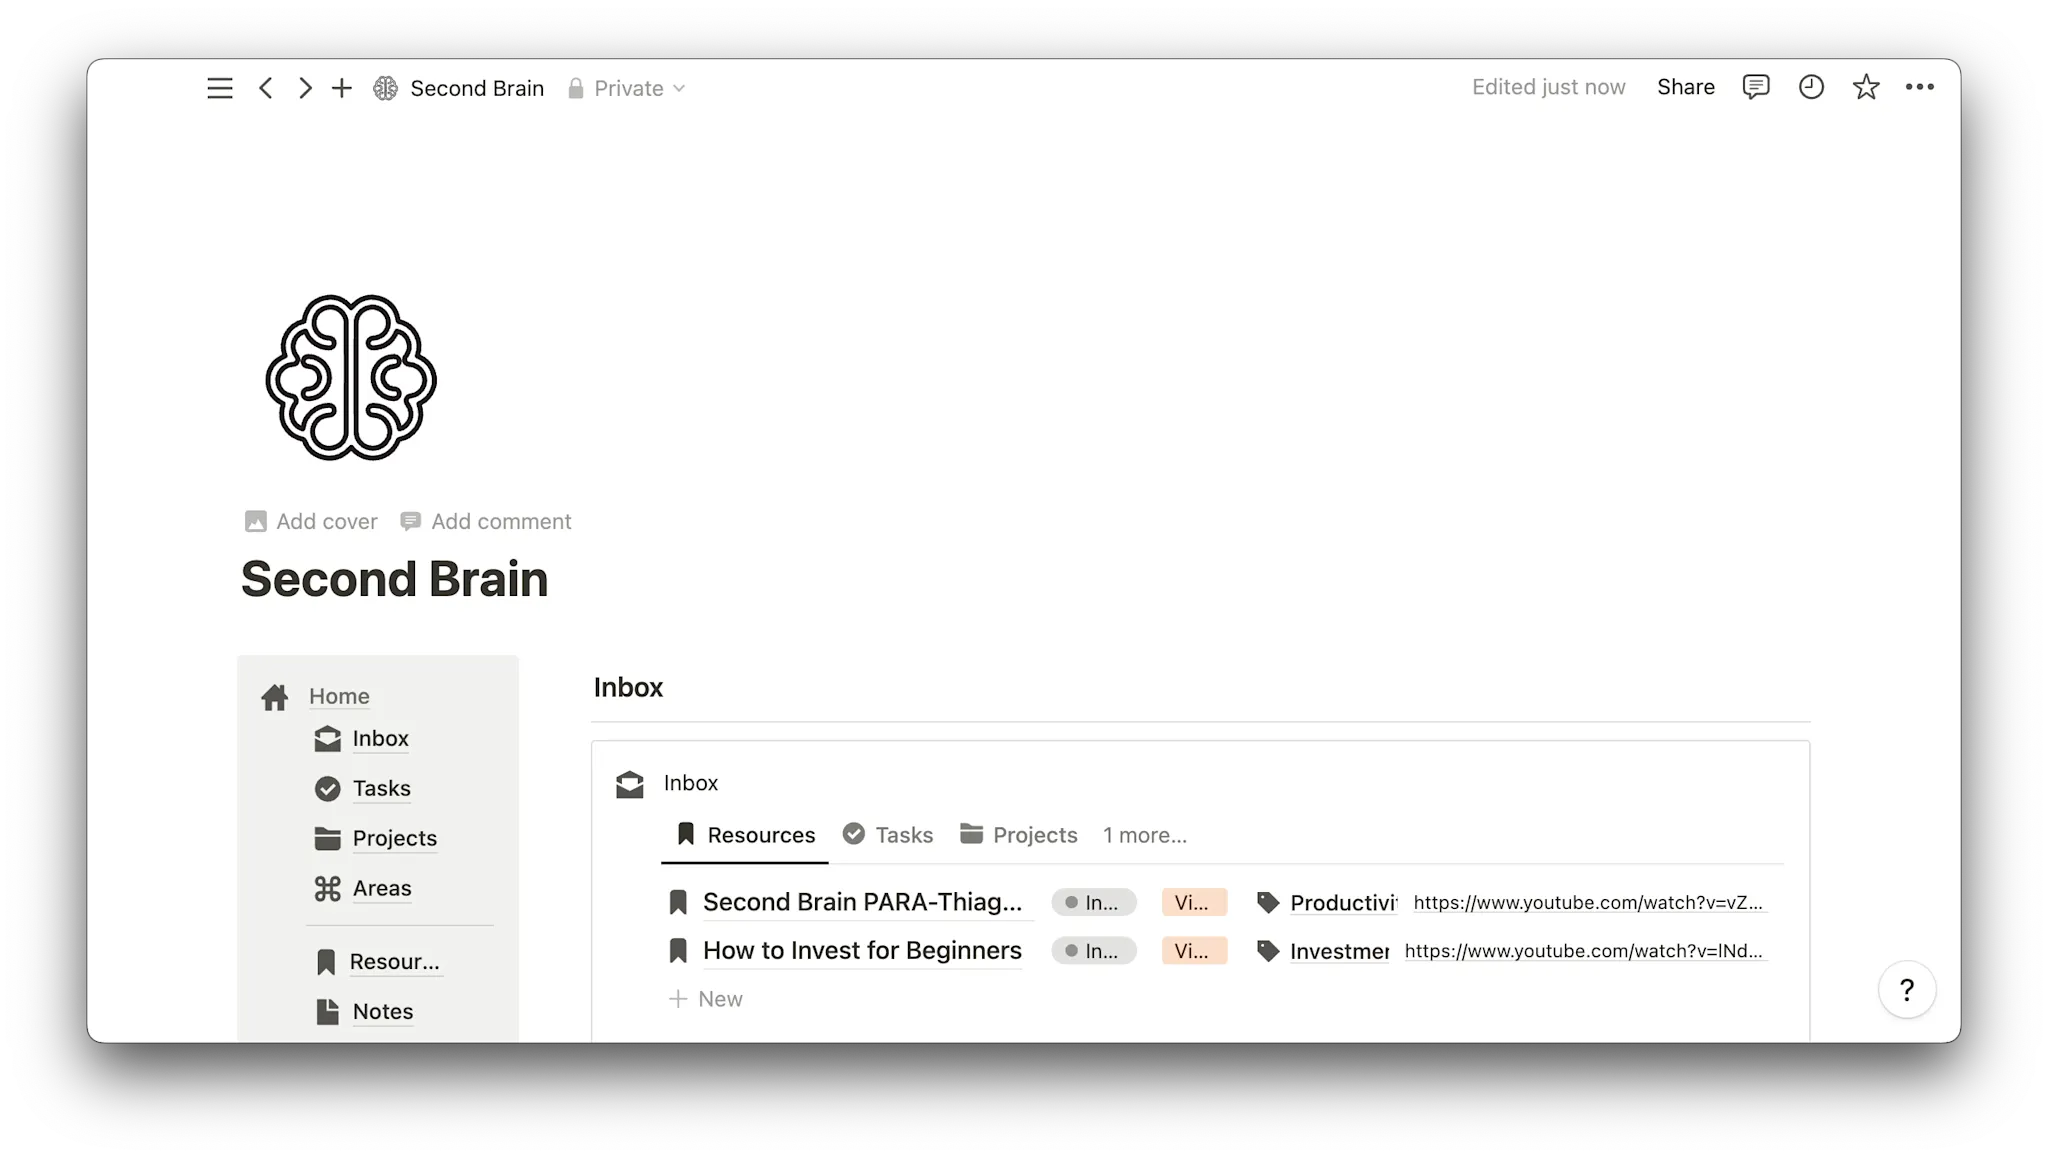 Second Brain Private Edited just now Share
Add cover Add comment
Second Brain
Home
Inbox
Tasks
Projects
Areas
Resour...
Notes
Inbox
Inbox
Resources Tasks Projects 1 more...
Second Brain PARA-Thiag... In... Vi... Productivi https://www.youtube.com/watch?v=vZ...
How to Invest for Beginners In... Vi... Investmer https://www.youtube.com/watch?v=lNd...
+ New
?